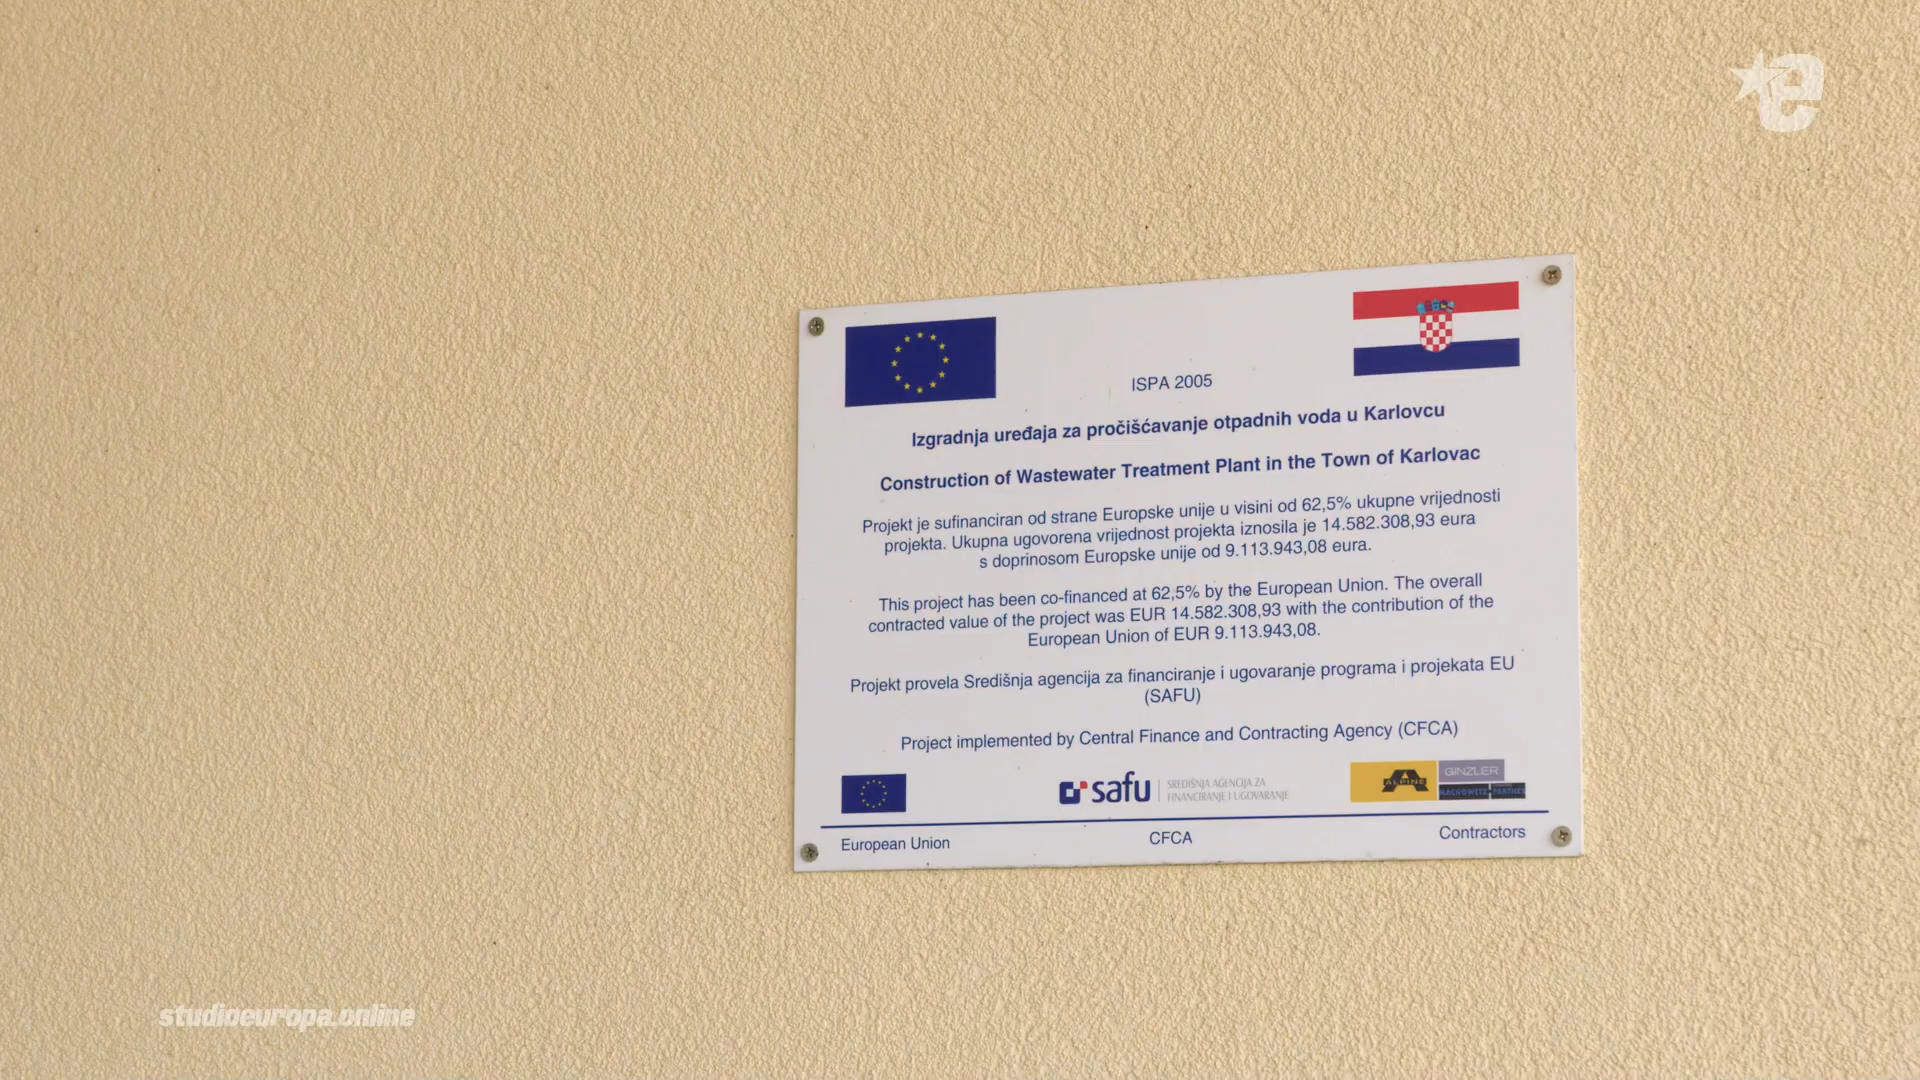 ISPA 2005
Izgradnja uređaja za pročišćavanje otpadnih voda u Karlovcu
Construction of Wastewater Treatment Plant in the Town of Karlovac
Projekt je sufinanciran od strane Europske unije u visini od 62,5% ukupne vrijednosti
projekta. Ukupna ugovorena vrijednost projekta iznosila je 14.582.308,93 eura
s doprinosom Europske unije od 9.113.943,08 eura.
This project has been co-financed at 62,5% by the European Union. The overall
contracted value of the project was EUR 14.582.308,93 with the contribution of the
European Union of EUR 9.113.943,08.
Projekt provela Središnja agencija za financiranje i ugovaranje programa i projekata EU
(SAFU)
Project implemented by Central Finance and Contracting Agency (CFCA)
safu
SREDIŠNJA AGENCIJA ZA
FINANCIRANJE I UGOVARANJE
ALPINE
GINZLER
MACKOWITZ PARTNER
European Union
CFCA
Contractors
e
studioeuropa.online